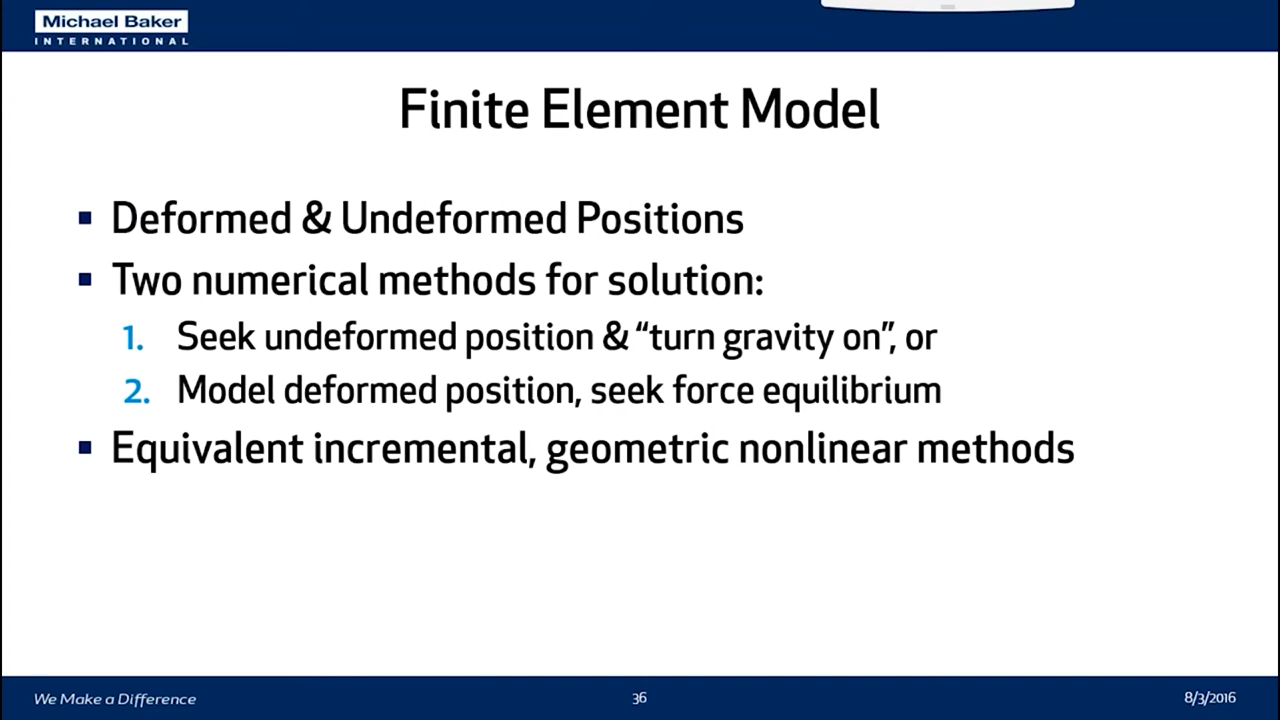 Michael Baker
INTERNATIONAL
Finite Element Model
▪ Deformed & Undeformed Positions
▪ Two numerical methods for solution:
1. Seek undeformed position & “turn gravity on”, or
2. Model deformed position, seek force equilibrium
▪ Equivalent incremental, geometric nonlinear methods
We Make a Difference
36
8/3/2016